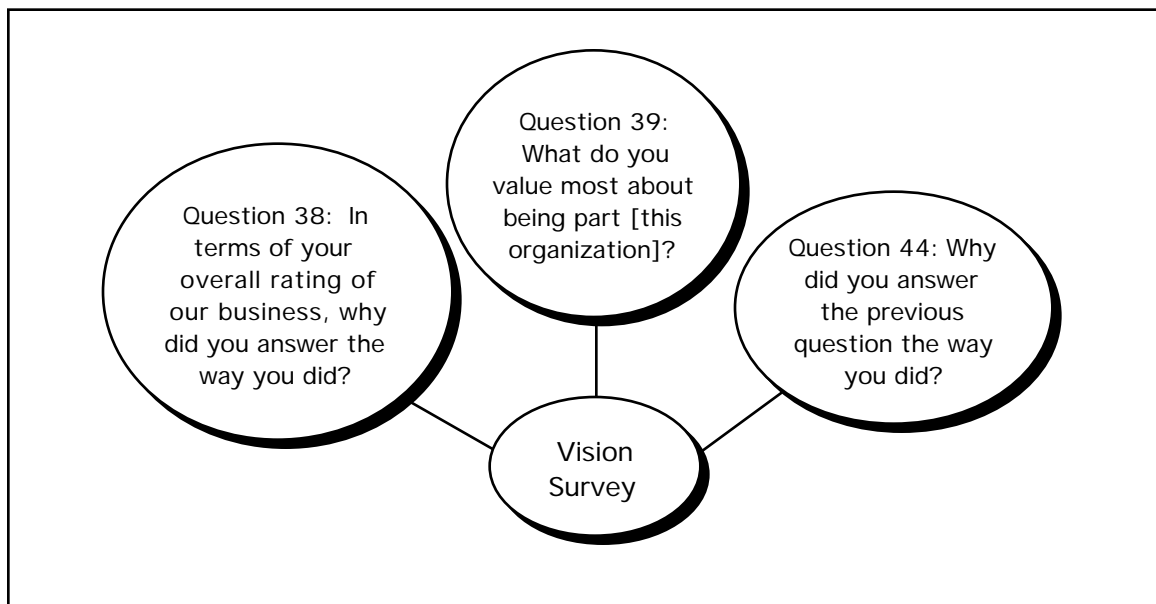 Question 38:  In
terms of your
overall rating of
our business, why
did you answer the
way you did?
Question 39:
What do you
value most about
being part [this
organization]?
Question 44: Why
did you answer
the previous
question the way
you did?
Vision
Survey